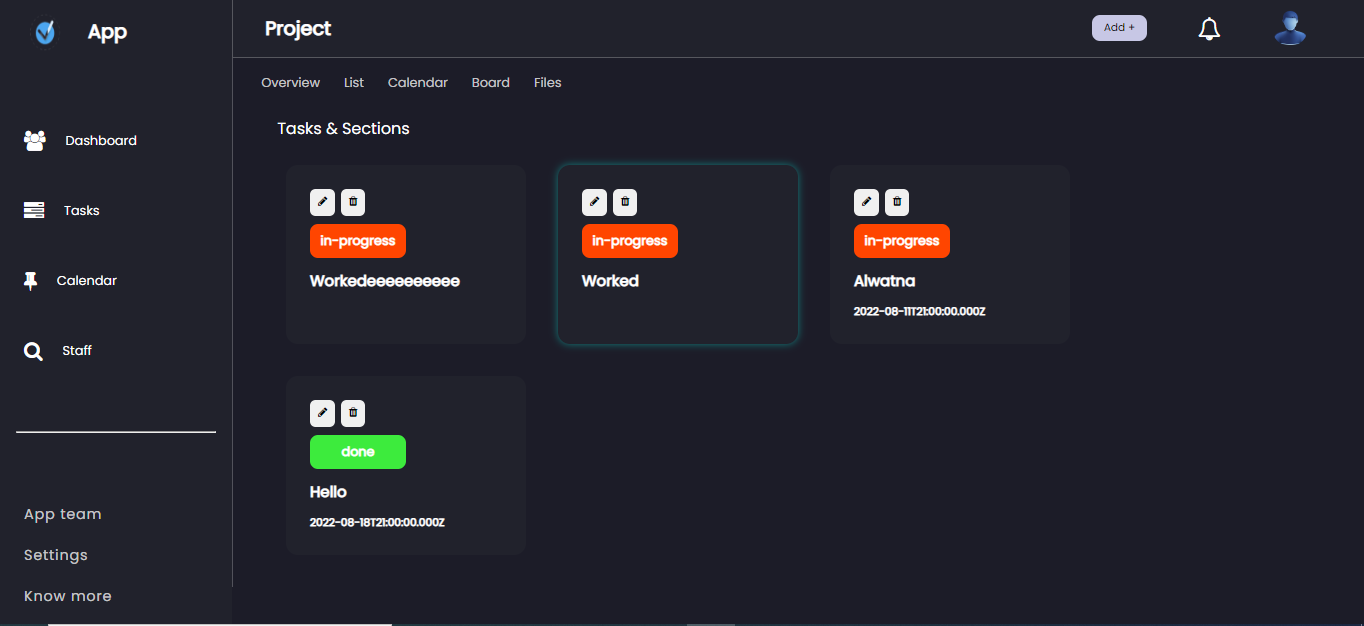 App
Project
Add +
Overview List Calendar Board Files
Tasks & Sections
Dashboard
Tasks
Calendar
Staff
App team
Settings
Know more
in-progress
Workedeeeeeeeeee
in-progress
Worked
in-progress
Alwatna
2022-08-11T21:00:00.000Z
done
Hello
2022-08-18T21:00:00.000Z